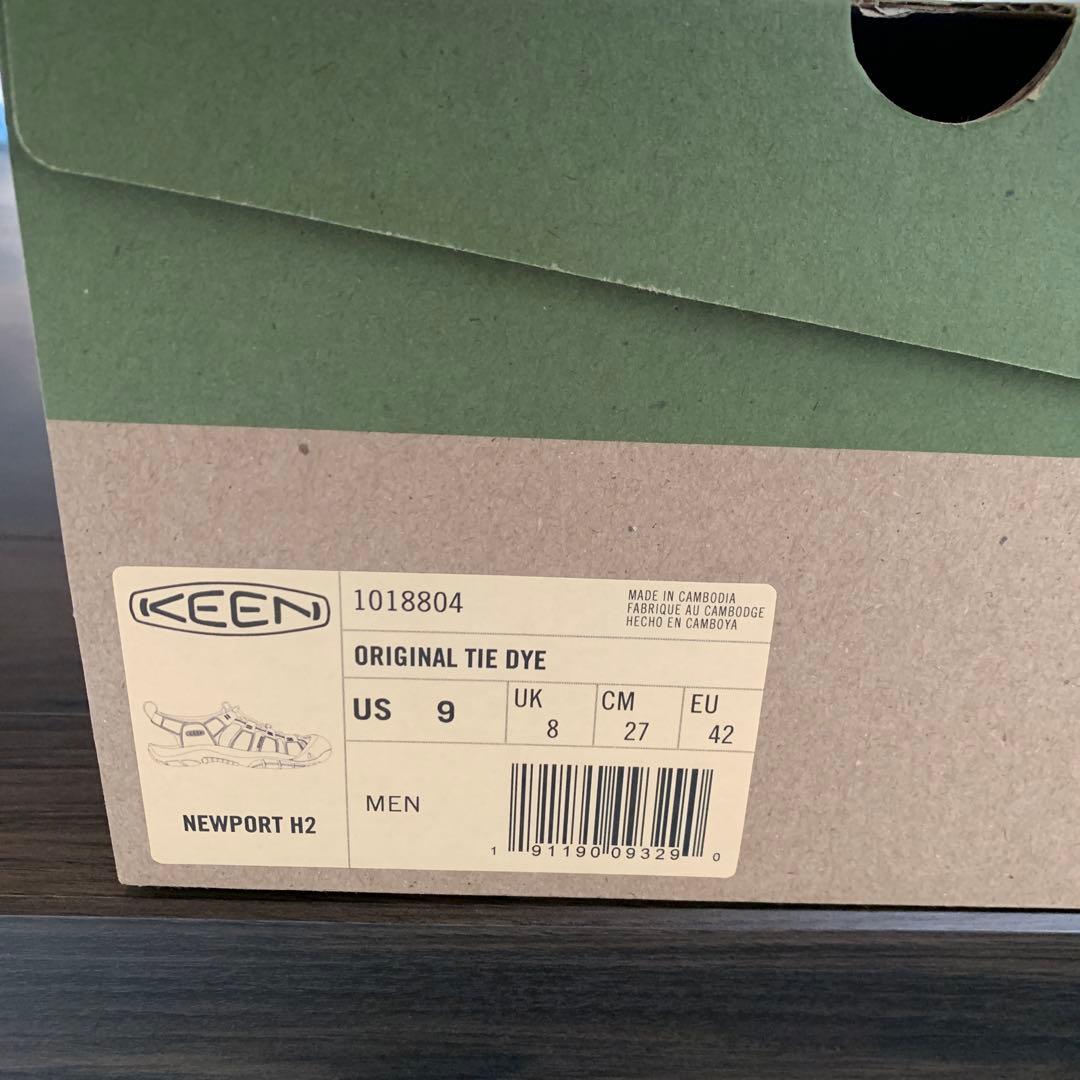 KEEN
1018804
MADE IN CAMBODIA
FABRIQUE AU CAMBODGE
HECHO EN CAMBOYA
ORIGINAL TIE DYE
US 9
UK 8
CM 27
EU 42
KEEN
NEWPORT H2
MEN
1 91190 09329 0